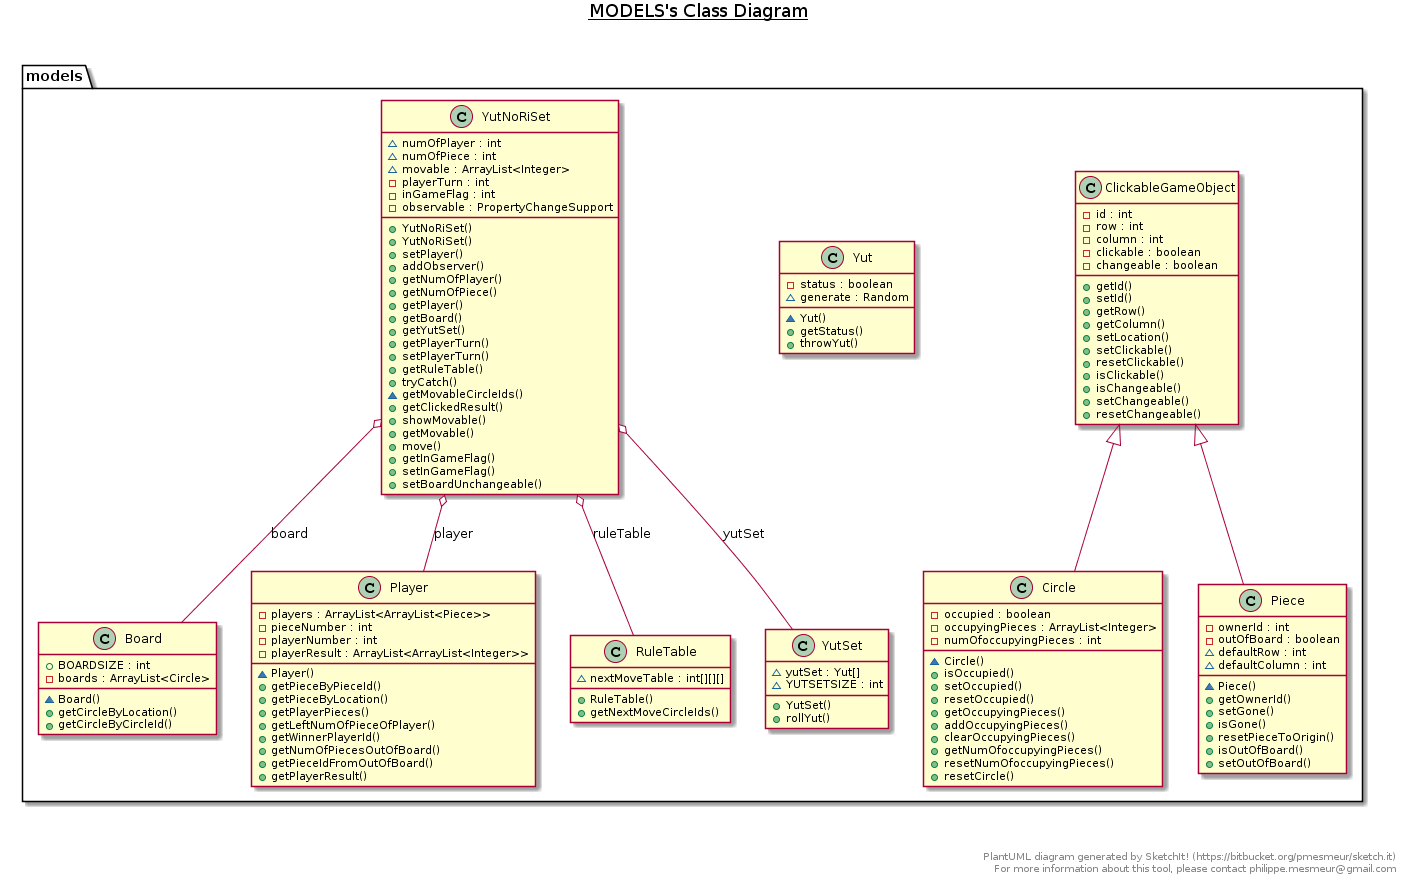 MODELS's Class Diagram
models
C YutNoRiSet
numOfPlayer : int
numOfPiece : int
movable : ArrayList<Integer>
playerTurn : int
inGameFlag : int
observable : PropertyChangeSupport
YutNoRiSet()
YutNoRiSet()
setPlayer()
addObserver()
getNumOfPlayer()
getNumOfPiece()
getPlayer()
getBoard()
getYutSet()
getPlayerTurn()
setPlayerTurn()
getRuleTable()
tryCatch()
getMovableCircleIds()
getClickedResult()
showMovable()
getMovable()
move()
getInGameFlag()
setInGameFlag()
setBoardUnchangeable()
C Yut
status : boolean
generate : Random
Yut()
getStatus()
throwYut()
C ClickableGameObject
id : int
row : int
column : int
clickable : boolean
changeable : boolean
getId()
setId()
getRow()
getColumn()
setLocation()
setClickable()
resetClickable()
isClickable()
isChangeable()
setChangeable()
resetChangeable()
board
player
ruleTable
yutSet
C Board
BOARDSIZE : int
boards : ArrayList<Circle>
Board()
getCircleByLocation()
getCircleByCircleId()
C Player
players : ArrayList<ArrayList<Piece>>
pieceNumber : int
playerNumber : int
playerResult : ArrayList<ArrayList<Integer>>
Player()
getPieceByPieceId()
getPieceByLocation()
getPlayerPieces()
getLeftNumOfPieceOfPlayer()
getWinnerPlayerId()
getNumOfPiecesOutOfBoard()
getPieceIdFromOutOfBoard()
getPlayerResult()
C RuleTable
nextMoveTable : int[][][]
RuleTable()
getNextMoveCircleIds()
C YutSet
yutSet : Yut[]
YUTSETSIZE : int
YutSet()
rollYut()
C Circle
occupied : boolean
occupyingPieces : ArrayList<Integer>
numOfoccupyingPieces : int
Circle()
isOccupied()
setOccupied()
resetOccupied()
getOccupyingPieces()
addOccupyingPieces()
clearOccupyingPieces()
getNumOfoccupyingPieces()
resetNumOfoccupyingPieces()
resetCircle()
C Piece
ownerId : int
outOfBoard : boolean
defaultRow : int
defaultColumn : int
Piece()
getOwnerId()
setGone()
isGone()
resetPieceToOrigin()
isOutOfBoard()
setOutOfBoard()
PlantUML diagram generated by SketchIt! (https://bitbucket.org/pmesmeur/sketch.it)
For more information about this tool, please contact philippe.mesmeur@gmail.com